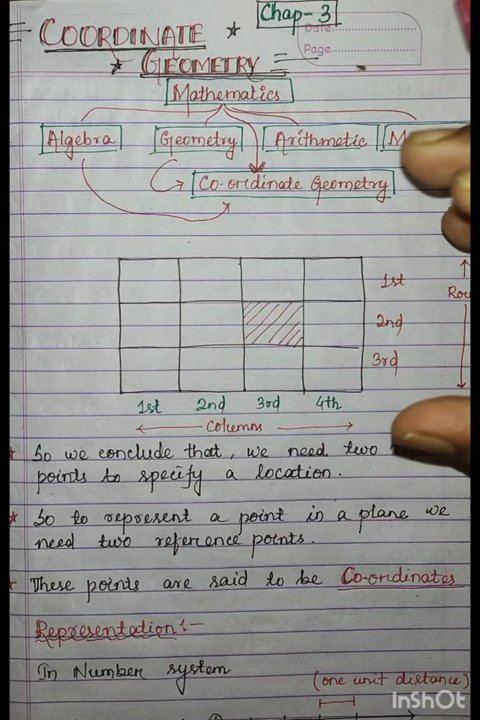 Chap- 3
COORDINATE
Date:
GEOMETRY
Page
Mathematics
Algebra Geometry Arithmetic
Co-oridinate Geometry
1st
2nd
3rd
1st 2nd 3rd 4th
Columns
So we conclude that, we need two
points to specify a location.
So to represent a point in a plane we
need two reference points.
These points are said to be Co-ordinates
Representation:-
In Number system
(one unit distance)
InShOt